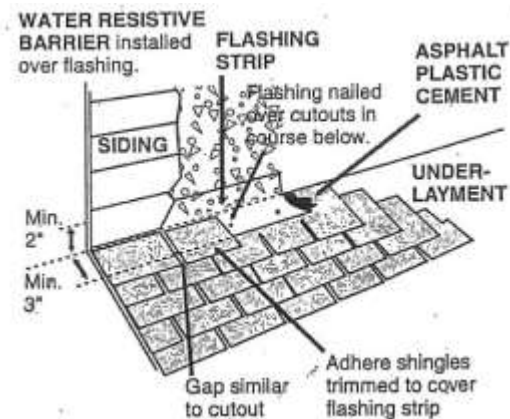 WATER RESISTIVE
BARRIER installed
over flashing.
FLASHING
STRIP
Flashing nailed
over cutouts in
course below.
ASPHALT
PLASTIC
CEMENT
SIDING
UNDER-
LAYMENT
Min.
2"
Min.
3"
Gap similar
to cutout
Adhere shingles
trimmed to cover
flashing strip